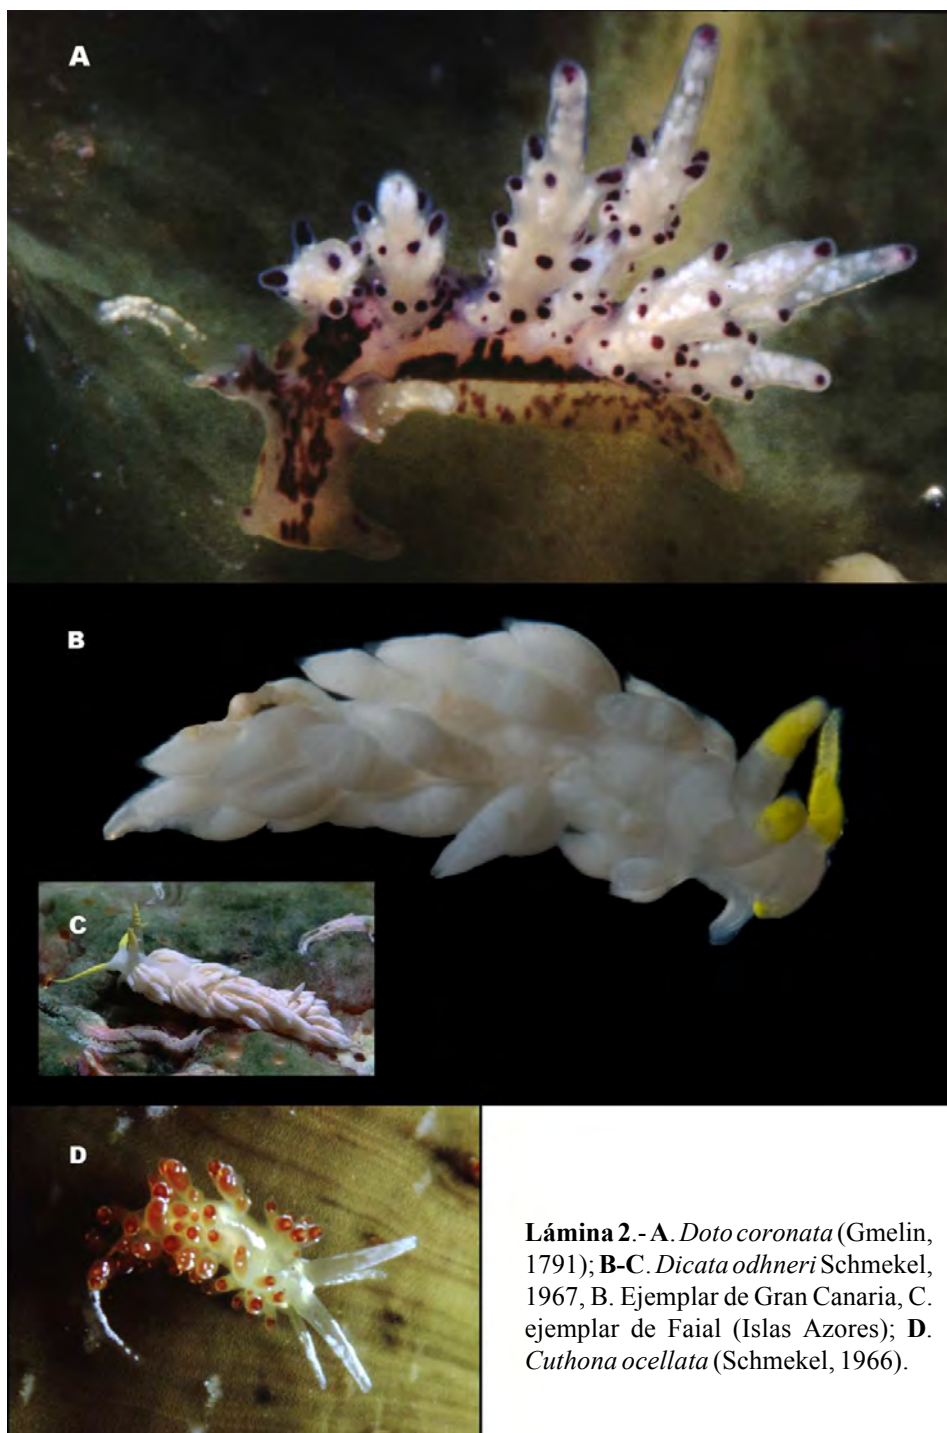 A
B
C
D
Lámina 2.- A. Doto coronata (Gmelin,
1791); B-C. Dicata odhneri Schmekel,
1967, B. Ejemplar de Gran Canaria, C.
ejemplar de Faial (Islas Azores); D.
Cuthona ocellata (Schmekel, 1966).